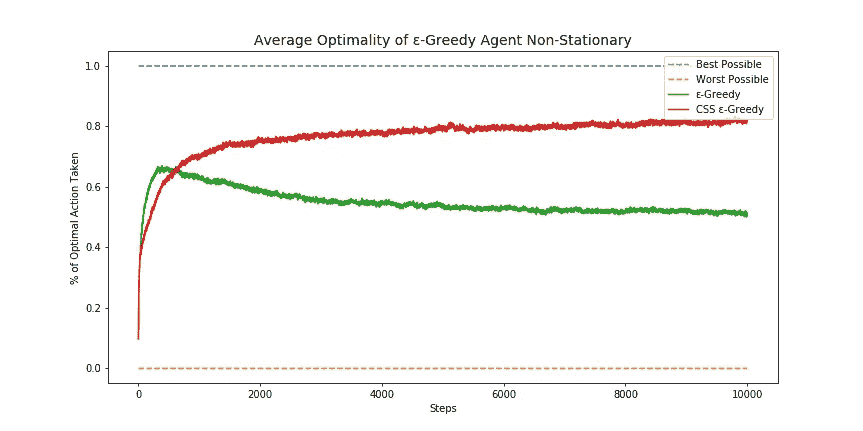 Average Optimality of ε-Greedy Agent Non-Stationary
1.0
0.8
0.6
0.4
0.2
0.0
% of Optimal Action Taken
Best Possible
Worst Possible
ε-Greedy
CSS ε-Greedy
0 2000 4000 6000 8000 10000
Steps